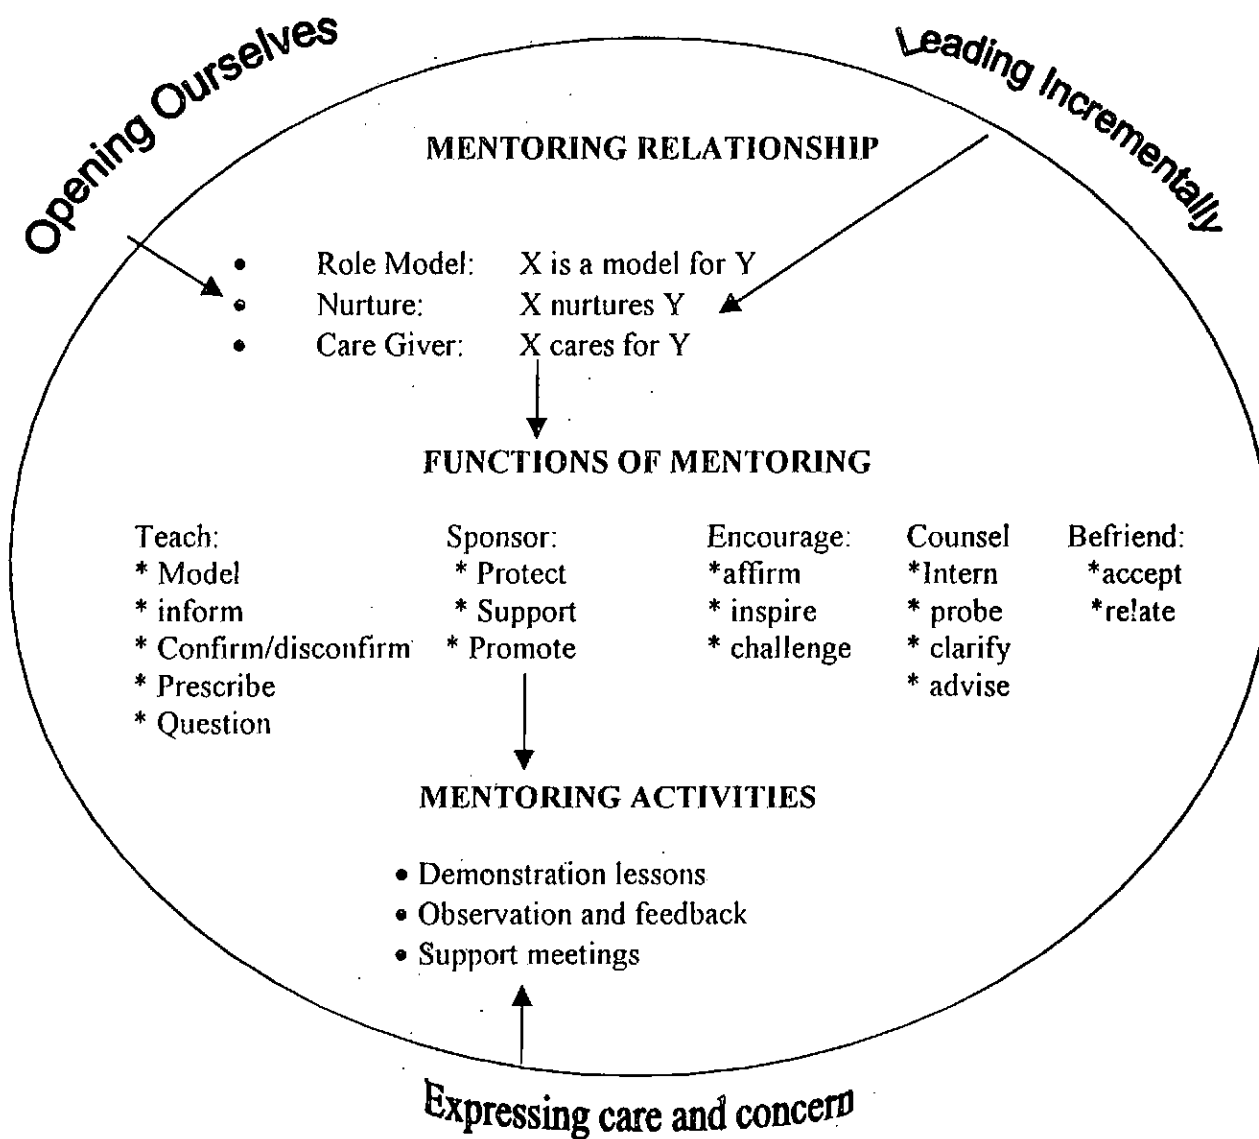 Opening Ourselves
Leading Incrementally
MENTORING RELATIONSHIP
• Role Model: X is a model for Y
• Nurture: X nurtures Y
• Care Giver: X cares for Y
FUNCTIONS OF MENTORING
Teach: Sponsor: Encourage: Counsel Befriend:
* Model * Protect *affirm *Intern *accept
* inform * Support * inspire * probe *relate
* Confirm/disconfirm * Promote * challenge * clarify
* Prescribe * advise
* Question
MENTORING ACTIVITIES
• Demonstration lessons
• Observation and feedback
• Support meetings
Expressing care and concern